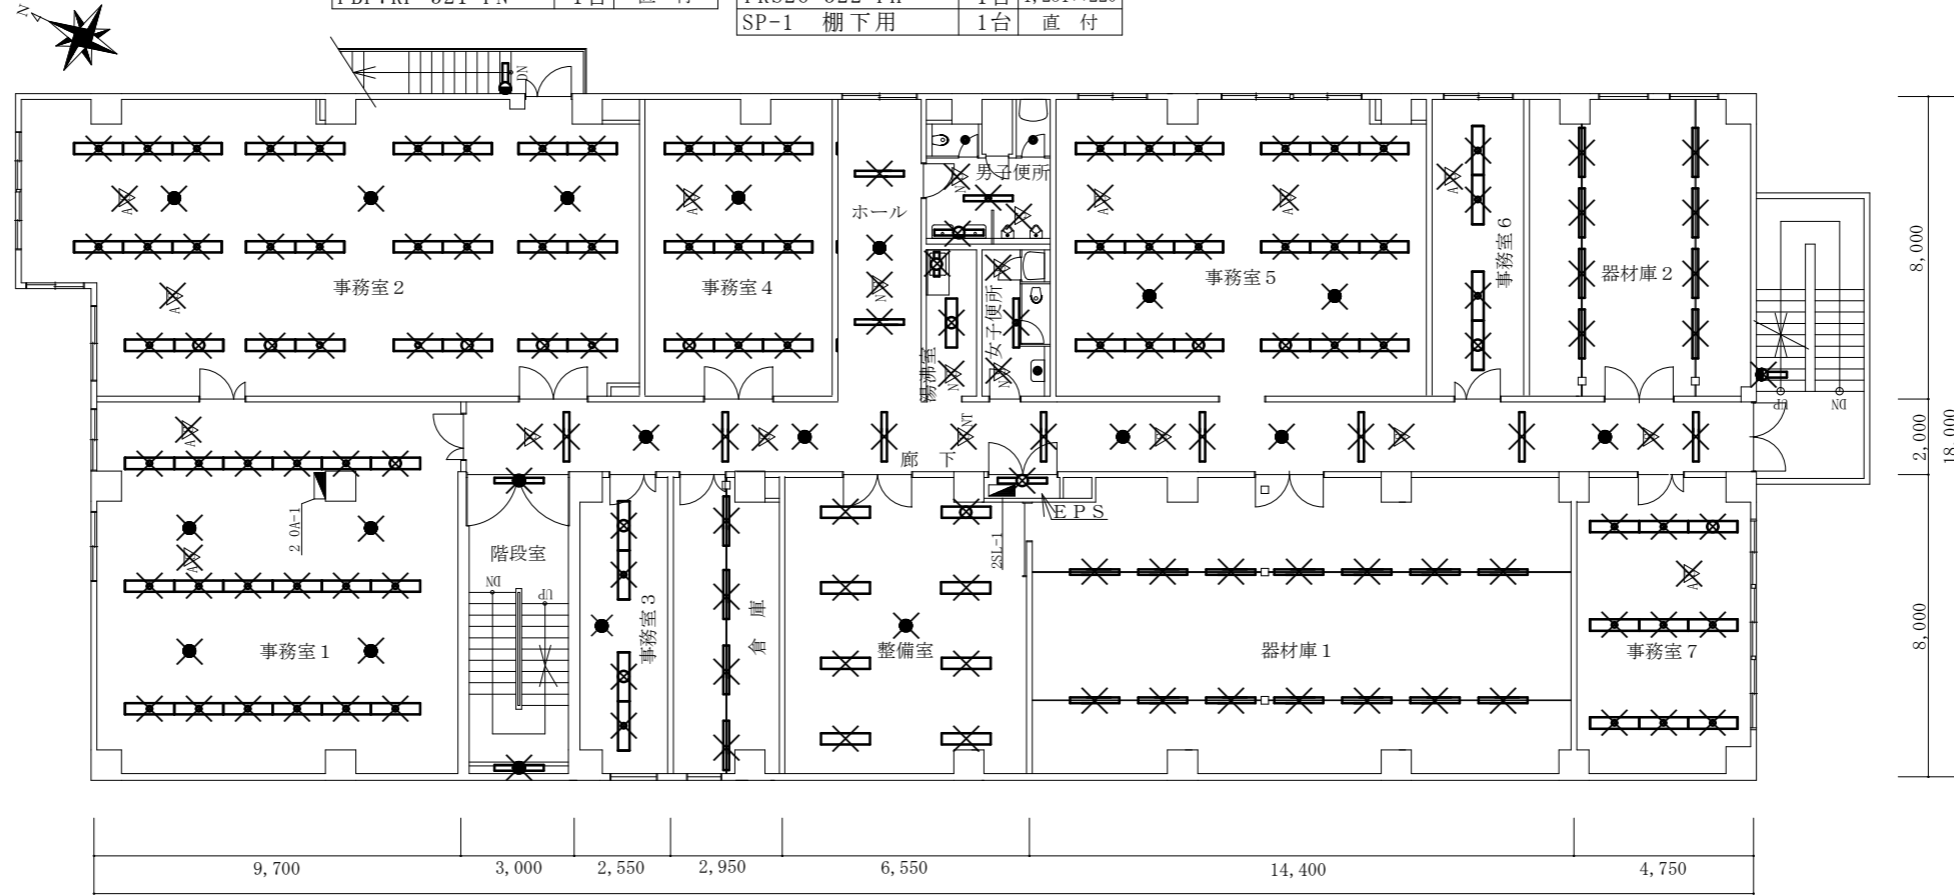 SP-1 棚下用 1台 直 付
N
DN
事務室2
事務室4
ホール
男子便所
事務室5
事務室6
器材庫2
湯沸室
女子便所
UP
DN
廊 下
EPS
2SL-1
2 OA-1
階段室
DN
UP
事務室1
事務室3
倉 庫
整備室
器材庫1
事務室7
8,000
2,000
8,000
18,000
9,700
3,000
2,550
2,950
6,550
14,400
4,750